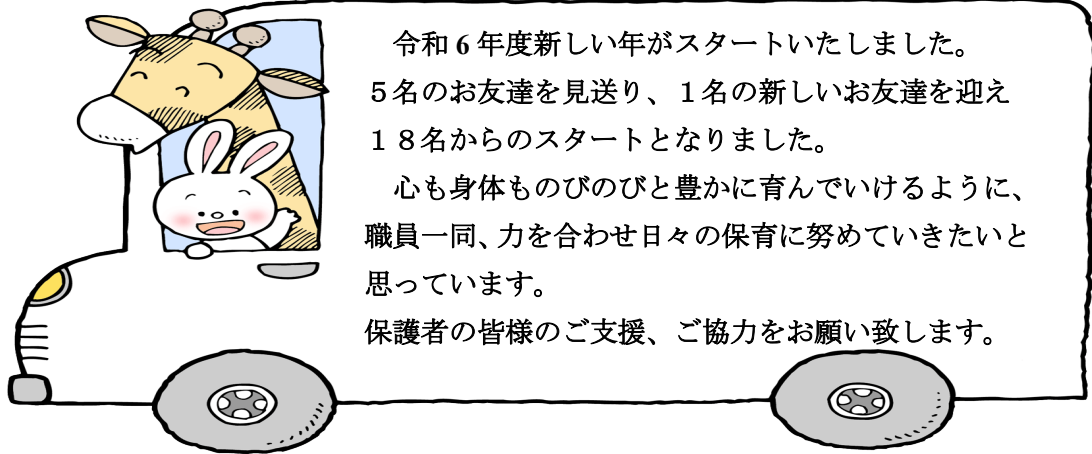 令和６年度新しい年がスタートいたしました。
５名のお友達を見送り、１名の新しいお友達を迎え
１８名からのスタートとなりました。
　心も身体ものびのびと豊かに育んでいけるように、
職員一同、力を合わせ日々の保育に努めていきたいと
思っています。
保護者の皆様のご支援、ご協力をお願い致します。